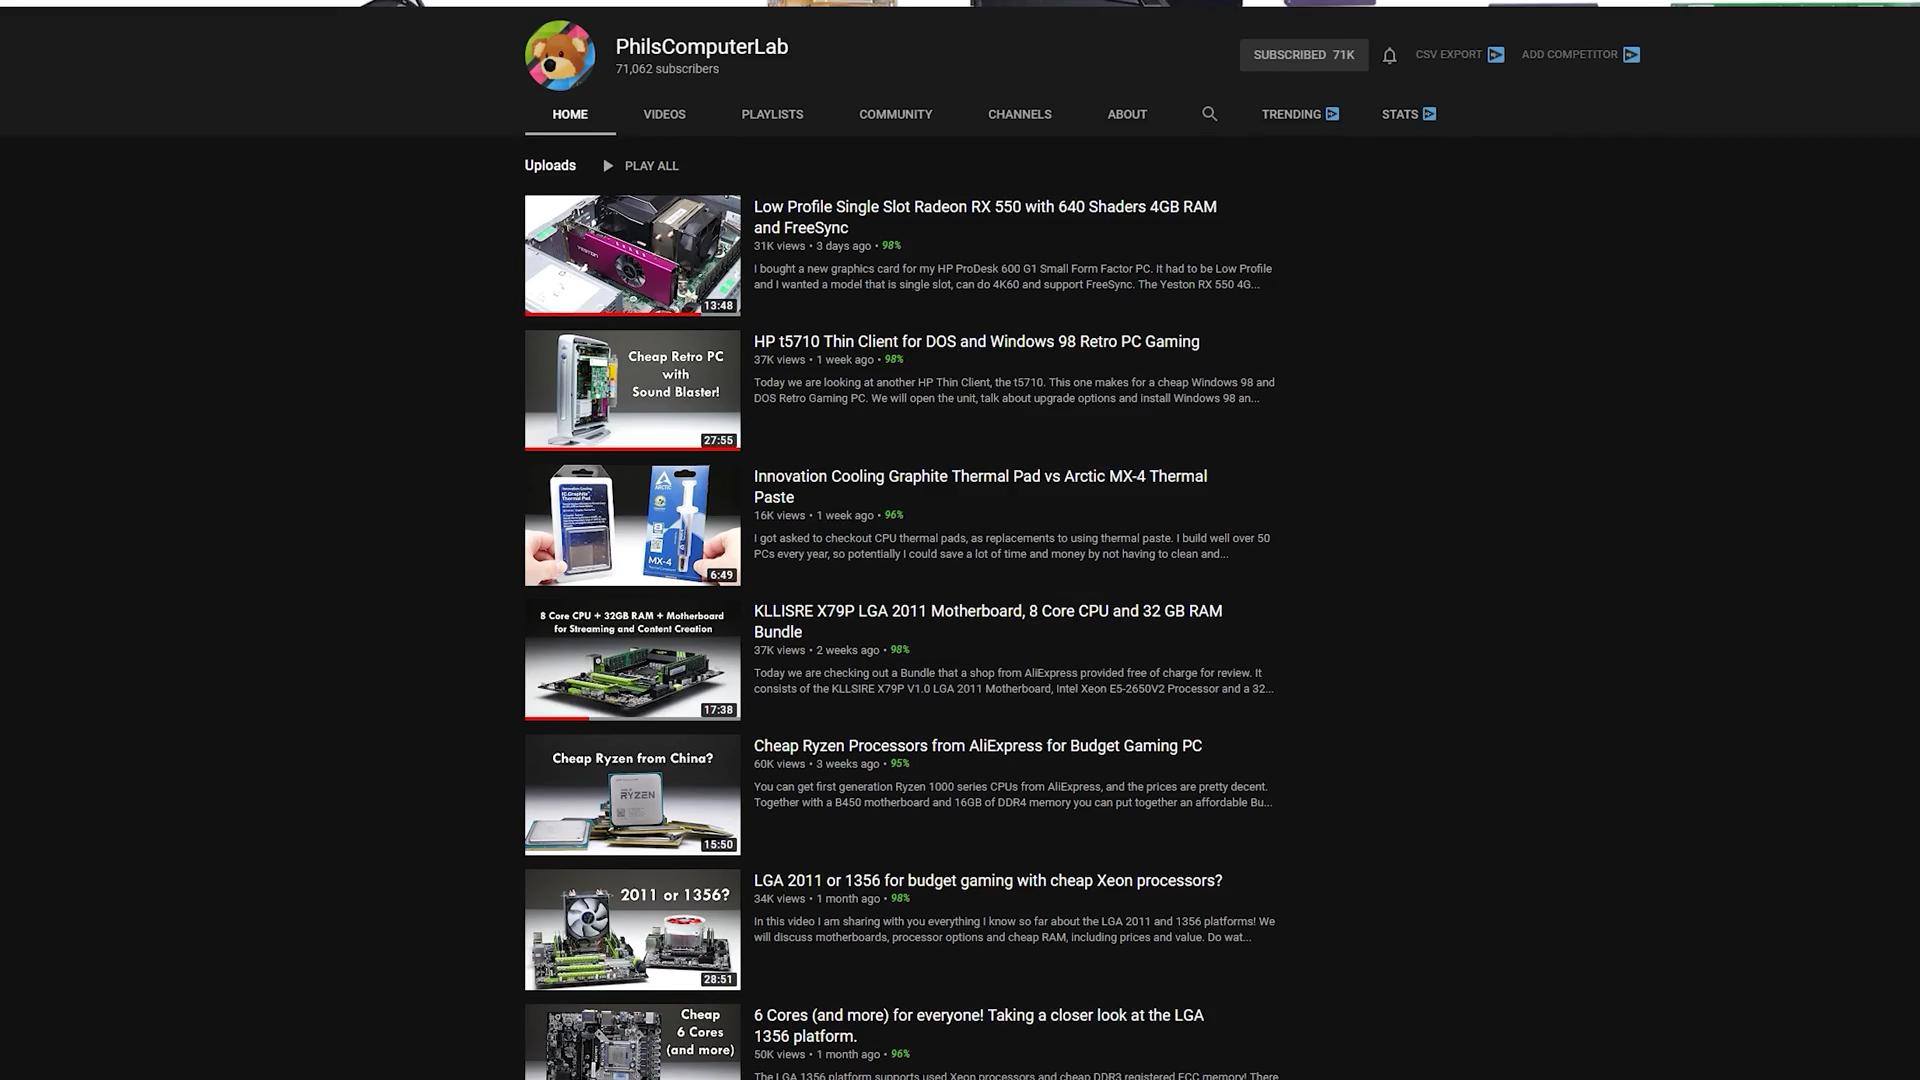 PhilsComputerLab
71,062 subscribers
SUBSCRIBED 71K
CSV EXPORT
ADD COMPETITOR
HOME
VIDEOS
PLAYLISTS
COMMUNITY
CHANNELS
ABOUT
TRENDING
STATS
Uploads
PLAY ALL
YESTON
13:48
Low Profile Single Slot Radeon RX 550 with 640 Shaders 4GB RAM
and FreeSync
31K views • 3 days ago • 98%
I bought a new graphics card for my HP ProDesk 600 G1 Small Form Factor PC. It had to be Low Profile
and I wanted a model that is single slot, can do 4K60 and support FreeSync. The Yeston RX 550 4G...
Cheap Retro PC
with
Sound Blaster!
27:55
HP t5710 Thin Client for DOS and Windows 98 Retro PC Gaming
37K views • 1 week ago • 98%
Today we are looking at another HP Thin Client, the t5710. This one makes for a cheap Windows 98 and
DOS Retro Gaming PC. We will open the unit, talk about upgrade options and install Windows 98 an...
ARCTIC
MX-4
6:49
Innovation Cooling Graphite Thermal Pad vs Arctic MX-4 Thermal
Paste
16K views • 1 week ago • 96%
I got asked to checkout CPU thermal pads, as replacements to using thermal paste. I build well over 50
PCs every year, so potentially I could save a lot of time and money by not having to clean and...
8 Core CPU + 32GB RAM + Motherboard
for Streaming and Content Creation
17:38
KLLISRE X79P LGA 2011 Motherboard, 8 Core CPU and 32 GB RAM
Bundle
37K views • 2 weeks ago • 98%
Today we are checking out a Bundle that a shop from AliExpress provided free of charge for review. It
consists of the KLLSIRE X79P V1.0 LGA 2011 Motherboard, Intel Xeon E5-2650V2 Processor and a 32...
Cheap Ryzen from China?
RYZEN
15:50
Cheap Ryzen Processors from AliExpress for Budget Gaming PC
60K views • 3 weeks ago • 95%
You can get first generation Ryzen 1000 series CPUs from AliExpress, and the prices are pretty decent.
Together with a B450 motherboard and 16GB of DDR4 memory you can put together an affordable Bu...
2011 or 1356?
28:51
LGA 2011 or 1356 for budget gaming with cheap Xeon processors?
34K views • 1 month ago • 98%
In this video I am sharing with you everything I know so far about the LGA 2011 and 1356 platforms! We
will discuss motherboards, processor options and cheap RAM, including prices and value. Do wat...
Cheap
6 Cores
(and more)
6 Cores (and more) for everyone! Taking a closer look at the LGA
1356 platform.
50K views • 1 month ago • 96%
The LGA 1356 platform supports used Xeon processors and cheap DDR3 registered ECC memory! There